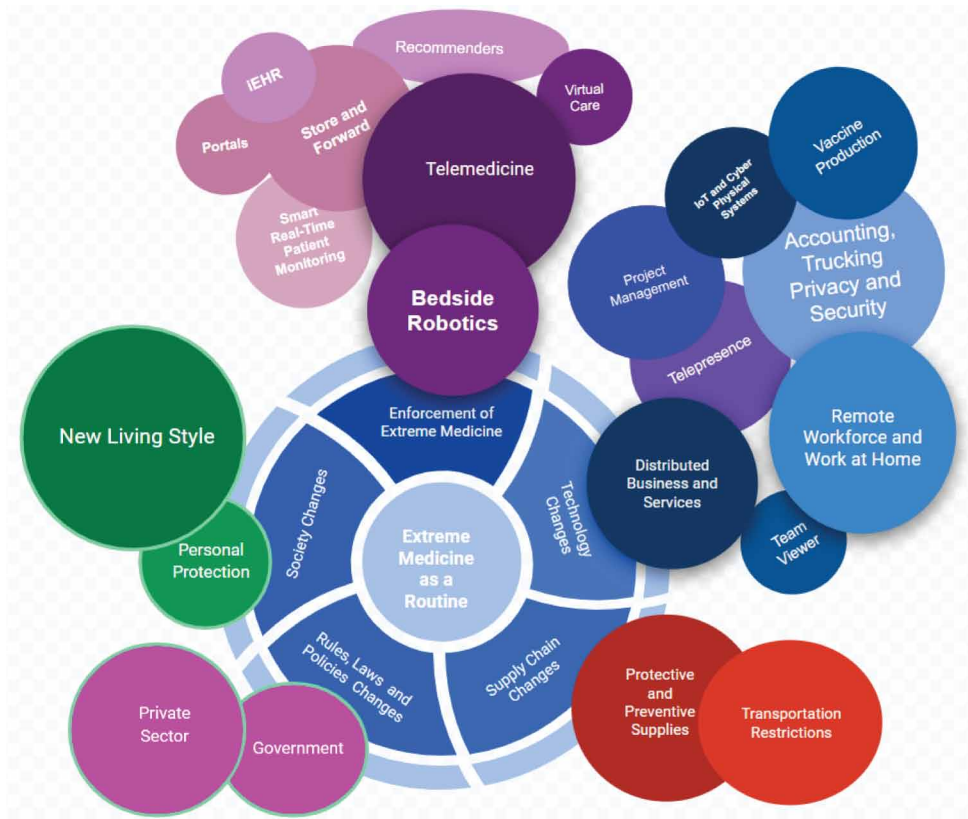 Recommenders
iEHR
Virtual
Care
Store and
Forward
Portals
Telemedicine
Vaccine
Production
IoT and Cyber
Physical
Systems
Smart
Real-Time
Patient
Monitoring
Accounting,
Trucking
Privacy and
Security
Project
Management
Bedside
Robotics
Telepresence
New Living Style
Enforcement of
Extreme Medicine
Remote
Workforce and
Work at Home
Distributed
Business and
Services
Society Changes
Technology
Changes
Team
Viewer
Personal
Protection
Extreme
Medicine
as a
Routine
Rules, Laws and
Policies Changes
Supply Chain
Changes
Protective
and
Preventive
Supplies
Transportation
Restrictions
Private
Sector
Government